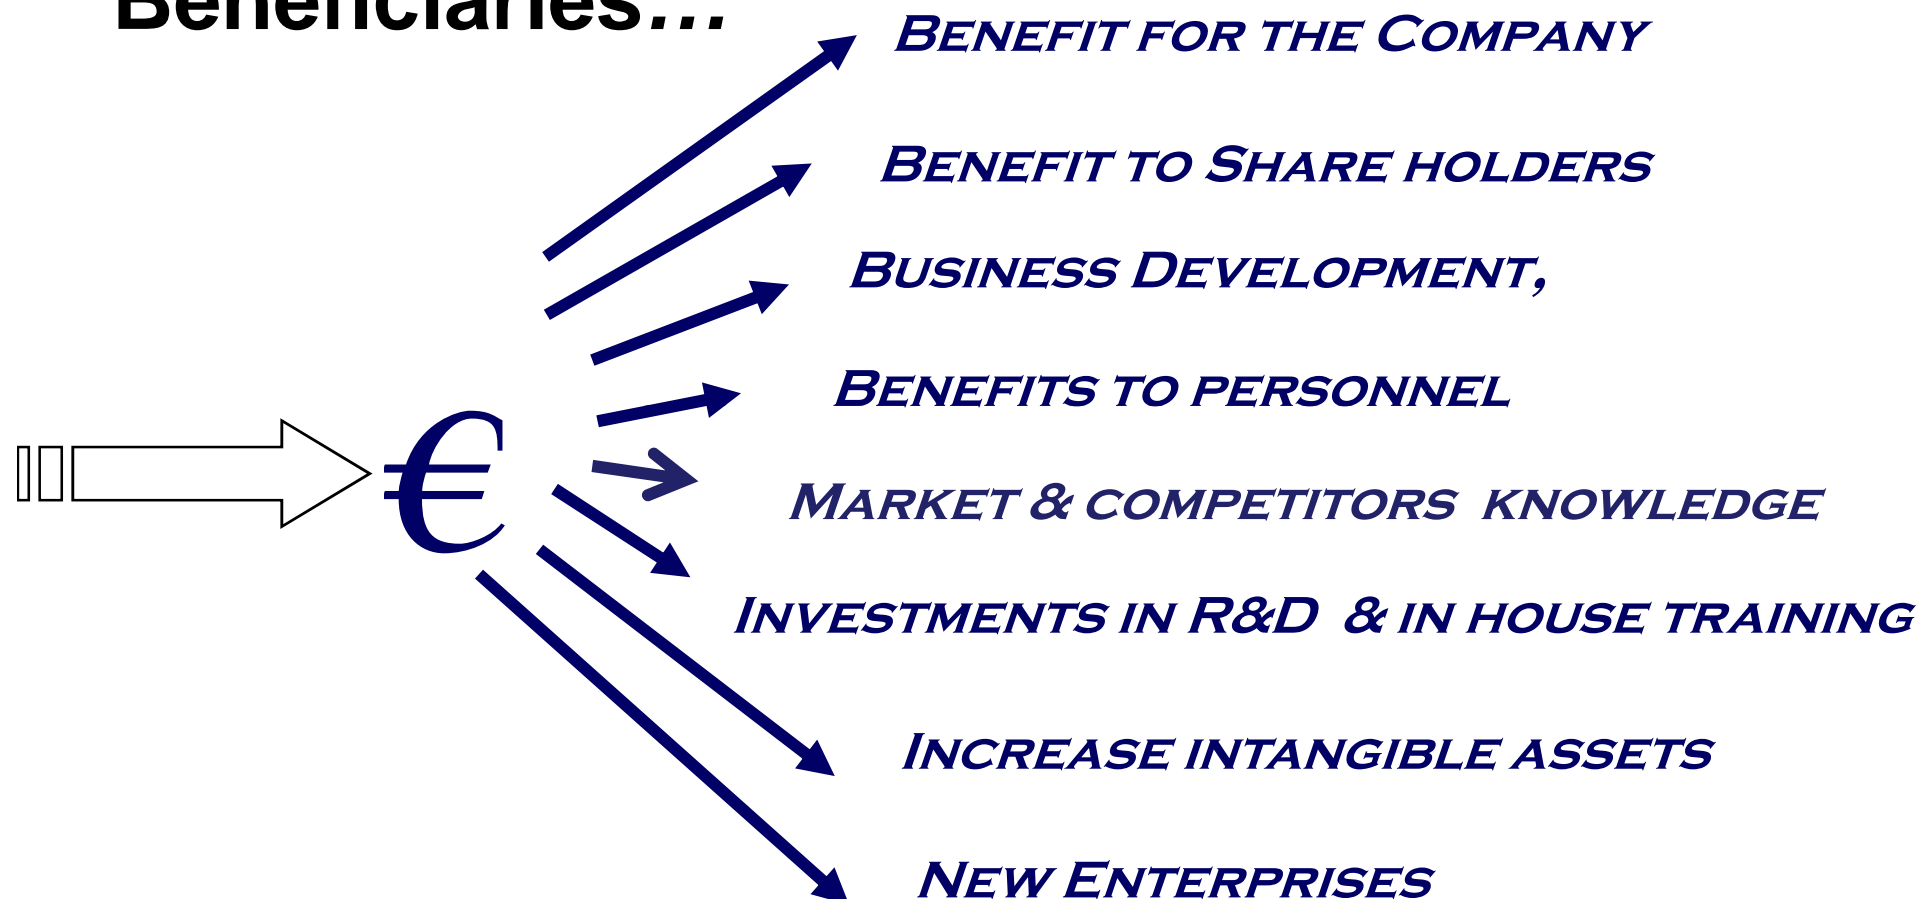 Beneficiaries…
Benefit for the Company
Benefit to Share holders
Business Development,
Benefits to personnel
€
Market & competitors knowledge
Investments in R&D & in house training
Increase intangible assets
New Enterprises